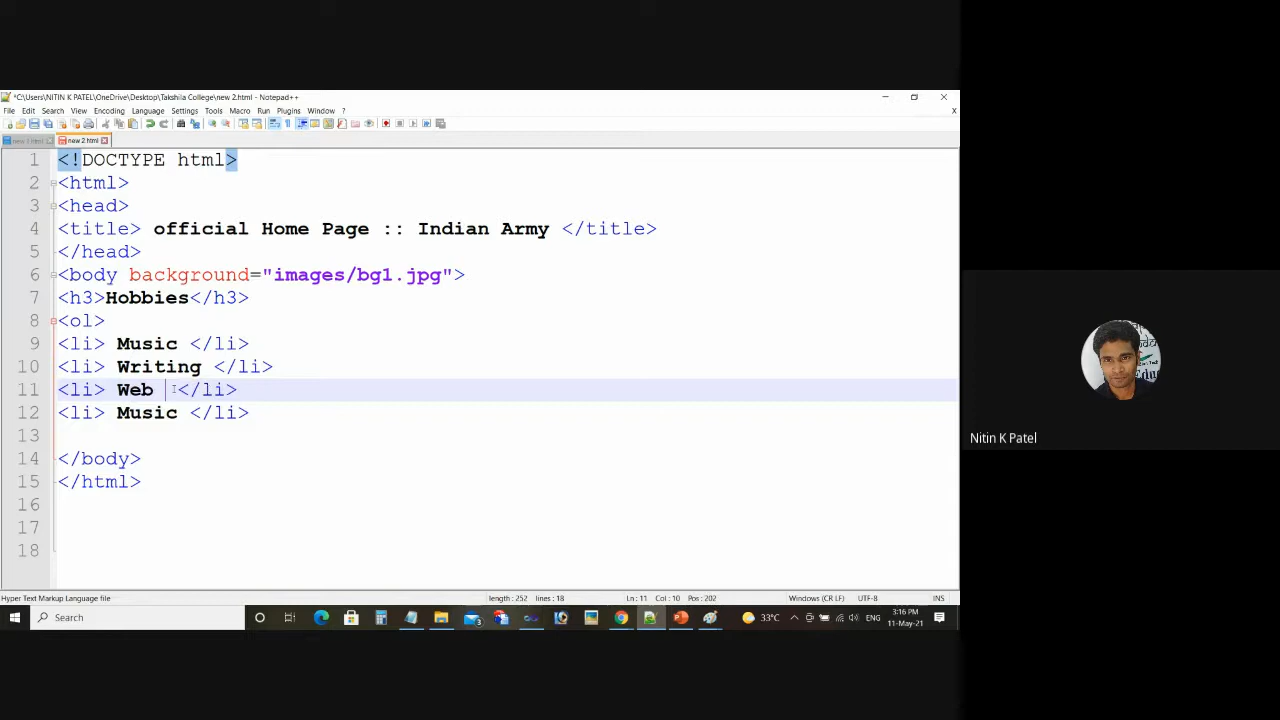 *C:\Users\NITIN K PATEL\OneDrive\Desktop\Takshila College\new 2.html - Notepad++
File Edit Search View Encoding Language Settings Tools Macro Run Plugins Window ? X
new 1.html new 2.html
1 <!DOCTYPE html>
2 <html>
3 <head>
4 <title> official Home Page :: Indian Army </title>
5 </head>
6 <body background="images/bg1.jpg">
7 <h3>Hobbies</h3>
8 <ol>
9 <li> Music </li>
10 <li> Writing </li>
11 <li> Web </li>
12 <li> Music </li>
13
14 </body>
15 </html>
16
17
18
Nitin K Patel
Hyper Text Markup Language file length : 252 lines : 18 Ln : 11 Col : 10 Pos : 202 Windows (CR LF) UTF-8 INS
Search 3 33°C ENG 3:16 PM
11-May-21